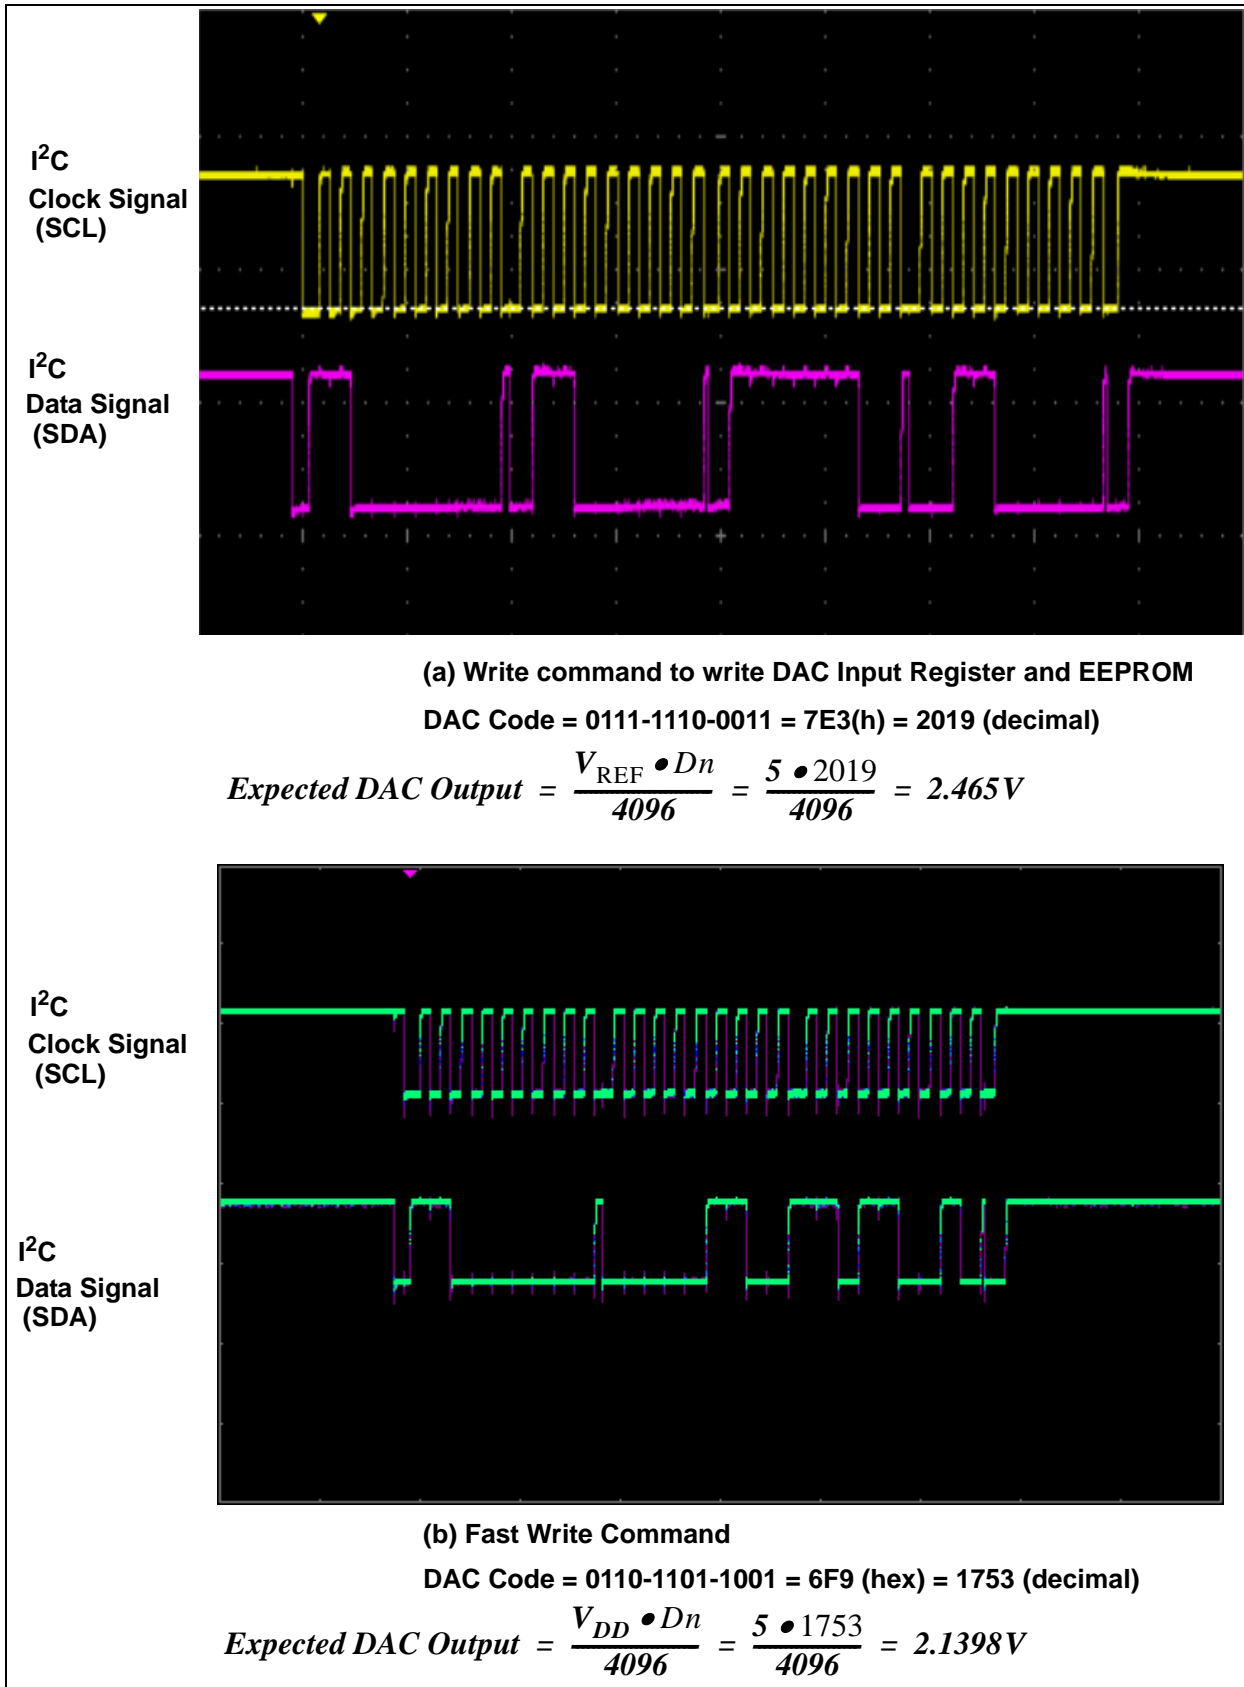 I²C
Clock Signal
(SCL)
I²C
Data Signal
(SDA)
(a) Write command to write DAC Input Register and EEPROM
DAC Code = 0111-1110-0011 = 7E3(h) = 2019 (decimal)
Expected DAC Output = V_REF • Dn / 4096 = 5 • 2019 / 4096 = 2.465V
I²C
Clock Signal
(SCL)
I²C
Data Signal
(SDA)
(b) Fast Write Command
DAC Code = 0110-1101-1001 = 6F9 (hex) = 1753 (decimal)
Expected DAC Output = V_DD • Dn / 4096 = 5 • 1753 / 4096 = 2.1398V